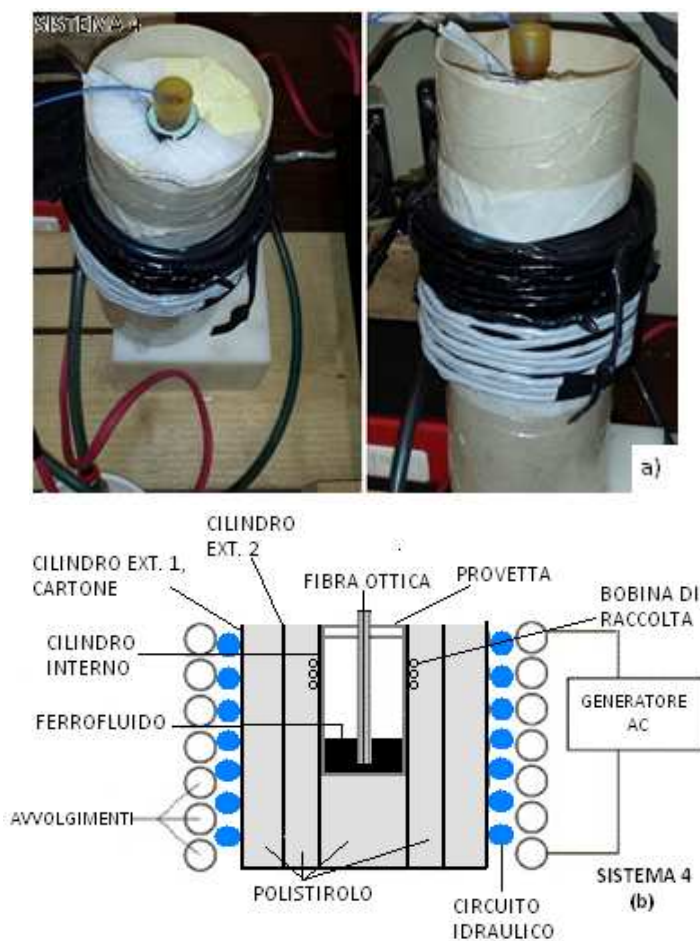 SISTEMA 4
a)
CILINDRO
EXT. 2
CILINDRO EXT. 1,
CARTONE
FIBRA OTTICA
PROVETTA
BOBINA DI
RACCOLTA
CILINDRO
INTERNO
FERROFLUIDO
GENERATORE
AC
AVVOLGIMENTI
POLISTIROLO
CIRCUITO
IDRAULICO
SISTEMA 4
(b)